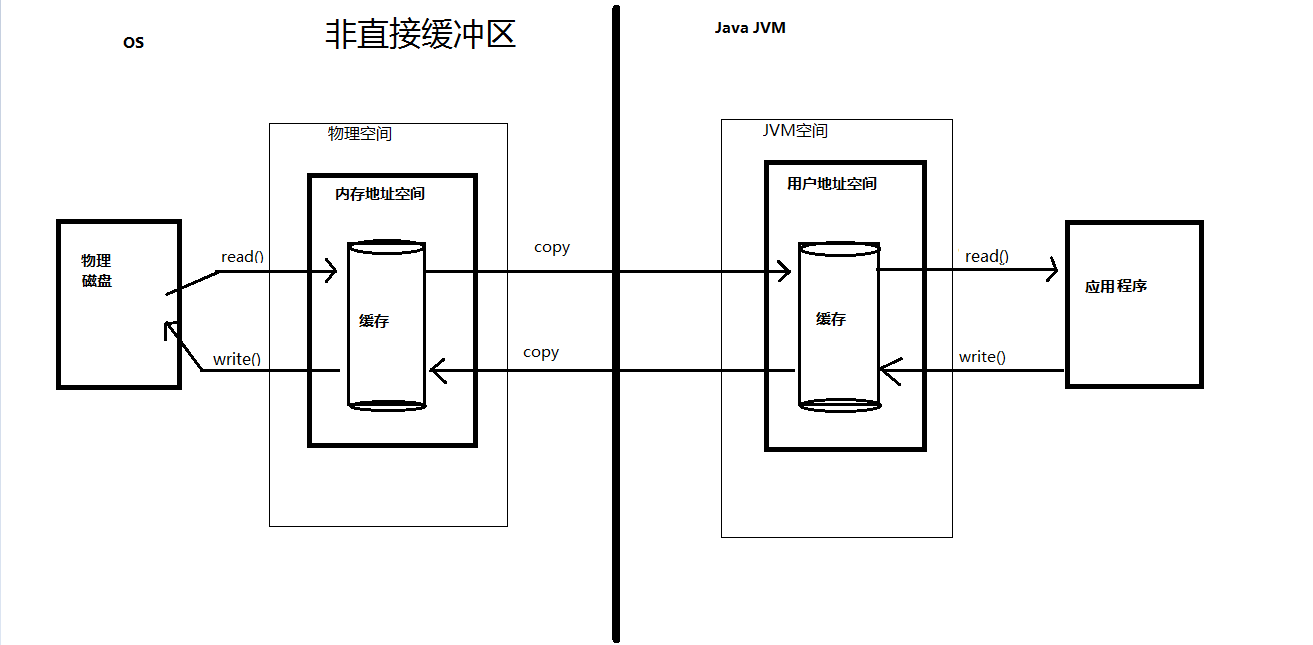 OS
非直接缓冲区
Java JVM
物理空间
JVM空间
内存地址空间
用户地址空间
物理
磁盘
read()
copy
read()
缓存
缓存
应用程序
write()
copy
write()